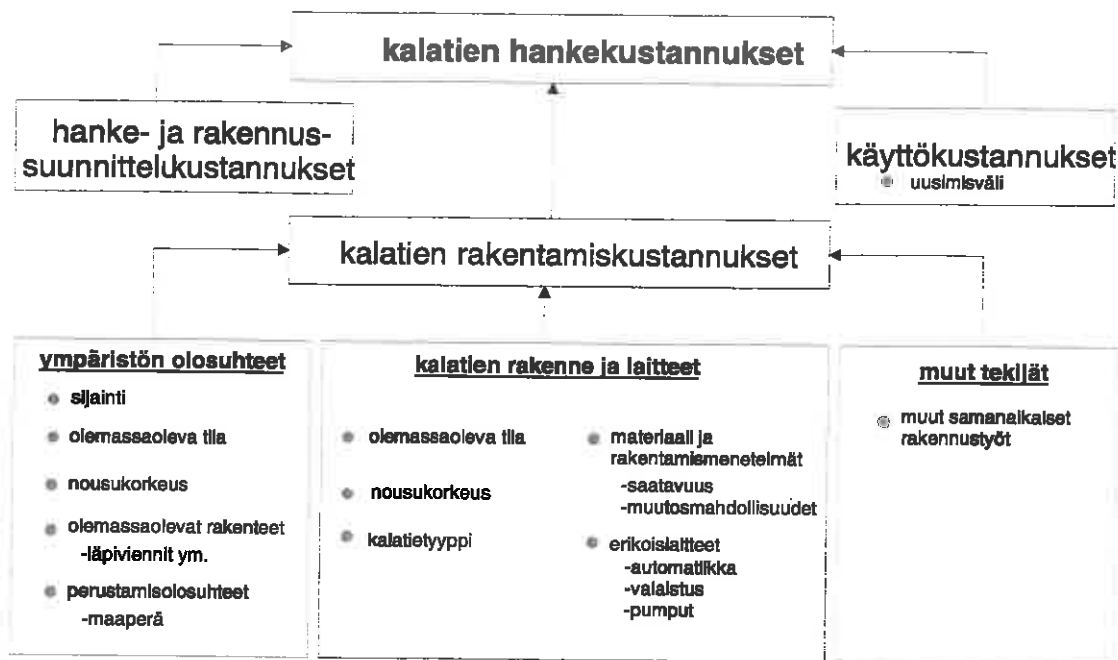 kalatien hankekustannukset
hanke- ja rakennus-
suunnittelukustannukset
käyttökustannukset
uusimisväli
kalatien rakentamiskustannukset
ympäristön olosuhteet
sijainti
olemassaoleva tila
nousukorkeus
olemassaolevat rakenteet
-läpiviennit ym.
perustamisolosuhteet
-maaperä
kalatien rakenne ja laitteet
olemassaoleva tila
nousukorkeus
kalatietyyppi
materiaali ja
rakentamismenetelmät
-saatavuus
-muutosmahdollisuudet
erikoislaitteet
-automatiikka
-valaistus
-pumput
muut tekijät
muut samanaikaiset
rakennustyöt